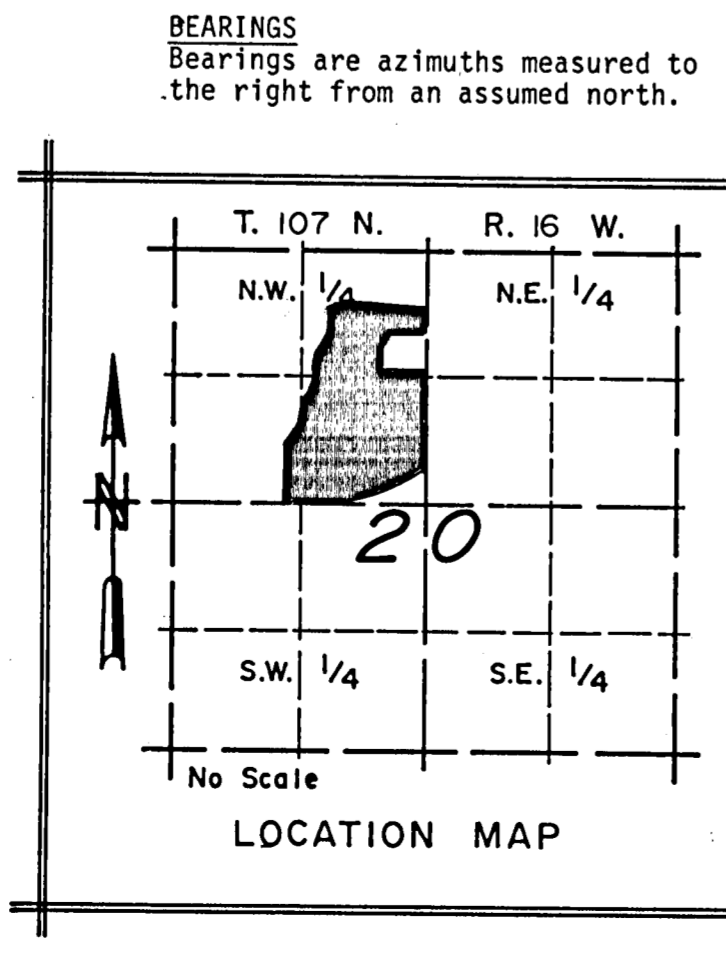 BEARINGS
Bearings are azimuths measured to
the right from an assumed north.
T. 107 N. R. 16 W.
N.W. 1/4 N.E. 1/4
N
20
S.W. 1/4 S.E. 1/4
No Scale
LOCATION MAP